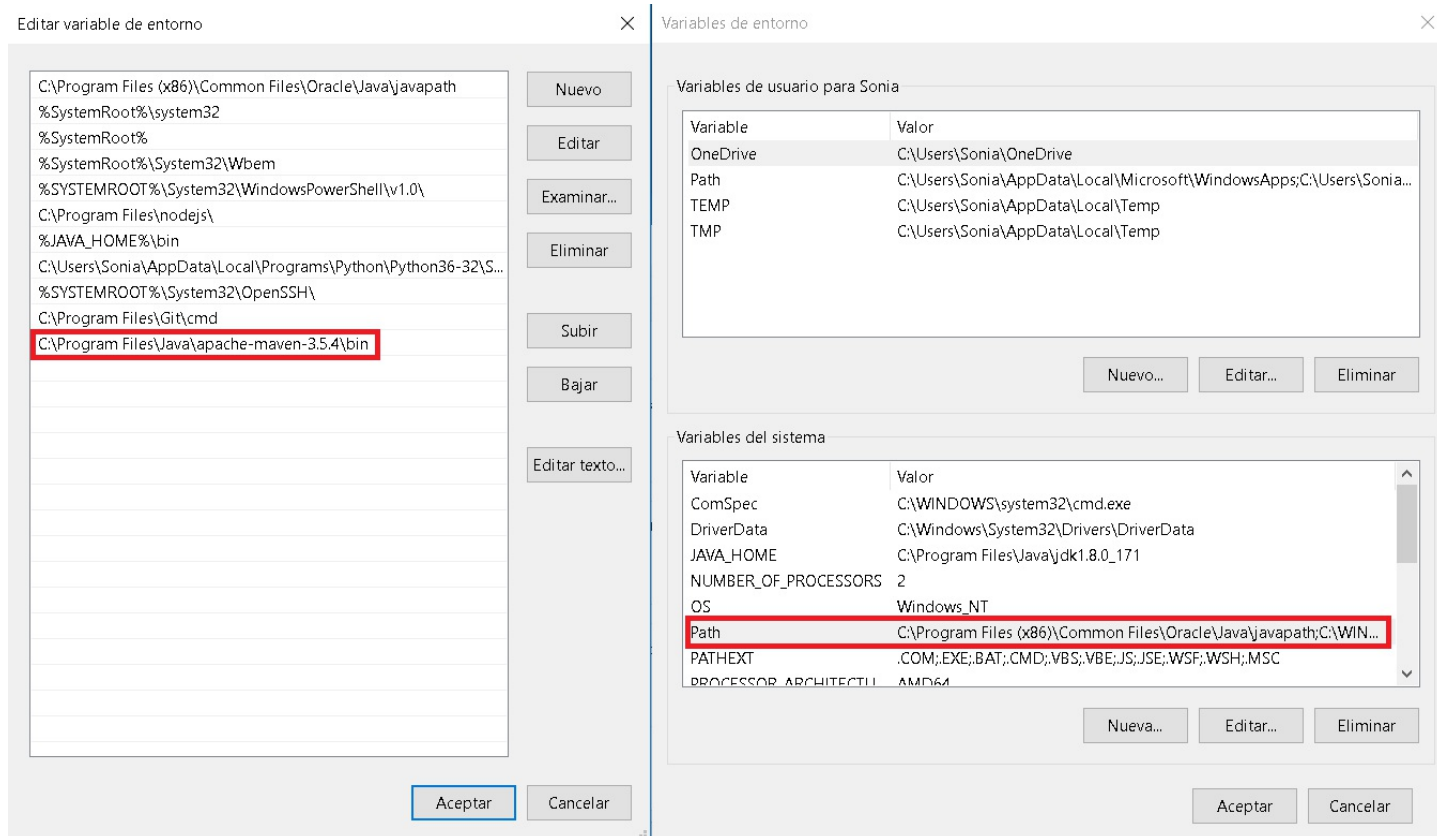 Editar variable de entorno
C:\Program Files (x86)\Common Files\Oracle\Java\javapath
%SystemRoot%\system32
%SystemRoot%
%SystemRoot%\System32\Wbem
%SYSTEMROOT%\System32\WindowsPowerShell\v1.0\
C:\Program Files\nodejs\
%JAVA_HOME%\bin
C:\Users\Sonia\AppData\Local\Programs\Python\Python36-32\S...
%SYSTEMROOT%\System32\OpenSSH\
C:\Program Files\Git\cmd
C:\Program Files\Java\apache-maven-3.5.4\bin
Nuevo
Editar
Examinar...
Eliminar
Subir
Bajar
Editar texto...
Aceptar Cancelar
Variables de entorno
Variables de usuario para Sonia
Variable Valor
OneDrive C:\Users\Sonia\OneDrive
Path C:\Users\Sonia\AppData\Local\Microsoft\WindowsApps;C:\Users\Sonia...
TEMP C:\Users\Sonia\AppData\Local\Temp
TMP C:\Users\Sonia\AppData\Local\Temp
Nuevo... Editar... Eliminar
Variables del sistema
Variable Valor
ComSpec C:\WINDOWS\system32\cmd.exe
DriverData C:\Windows\System32\Drivers\DriverData
JAVA_HOME C:\Program Files\Java\jdk1.8.0_171
NUMBER_OF_PROCESSORS 2
OS Windows_NT
Path C:\Program Files (x86)\Common Files\Oracle\Java\javapath;C:\WIN...
PATHEXT .COM;.EXE;.BAT;.CMD;.VBS;.VBE;.JS;.JSE;.WSF;.WSH;.MSC
PROCESSOR_ARCHITECTU AMD64
Nueva... Editar... Eliminar
Aceptar Cancelar